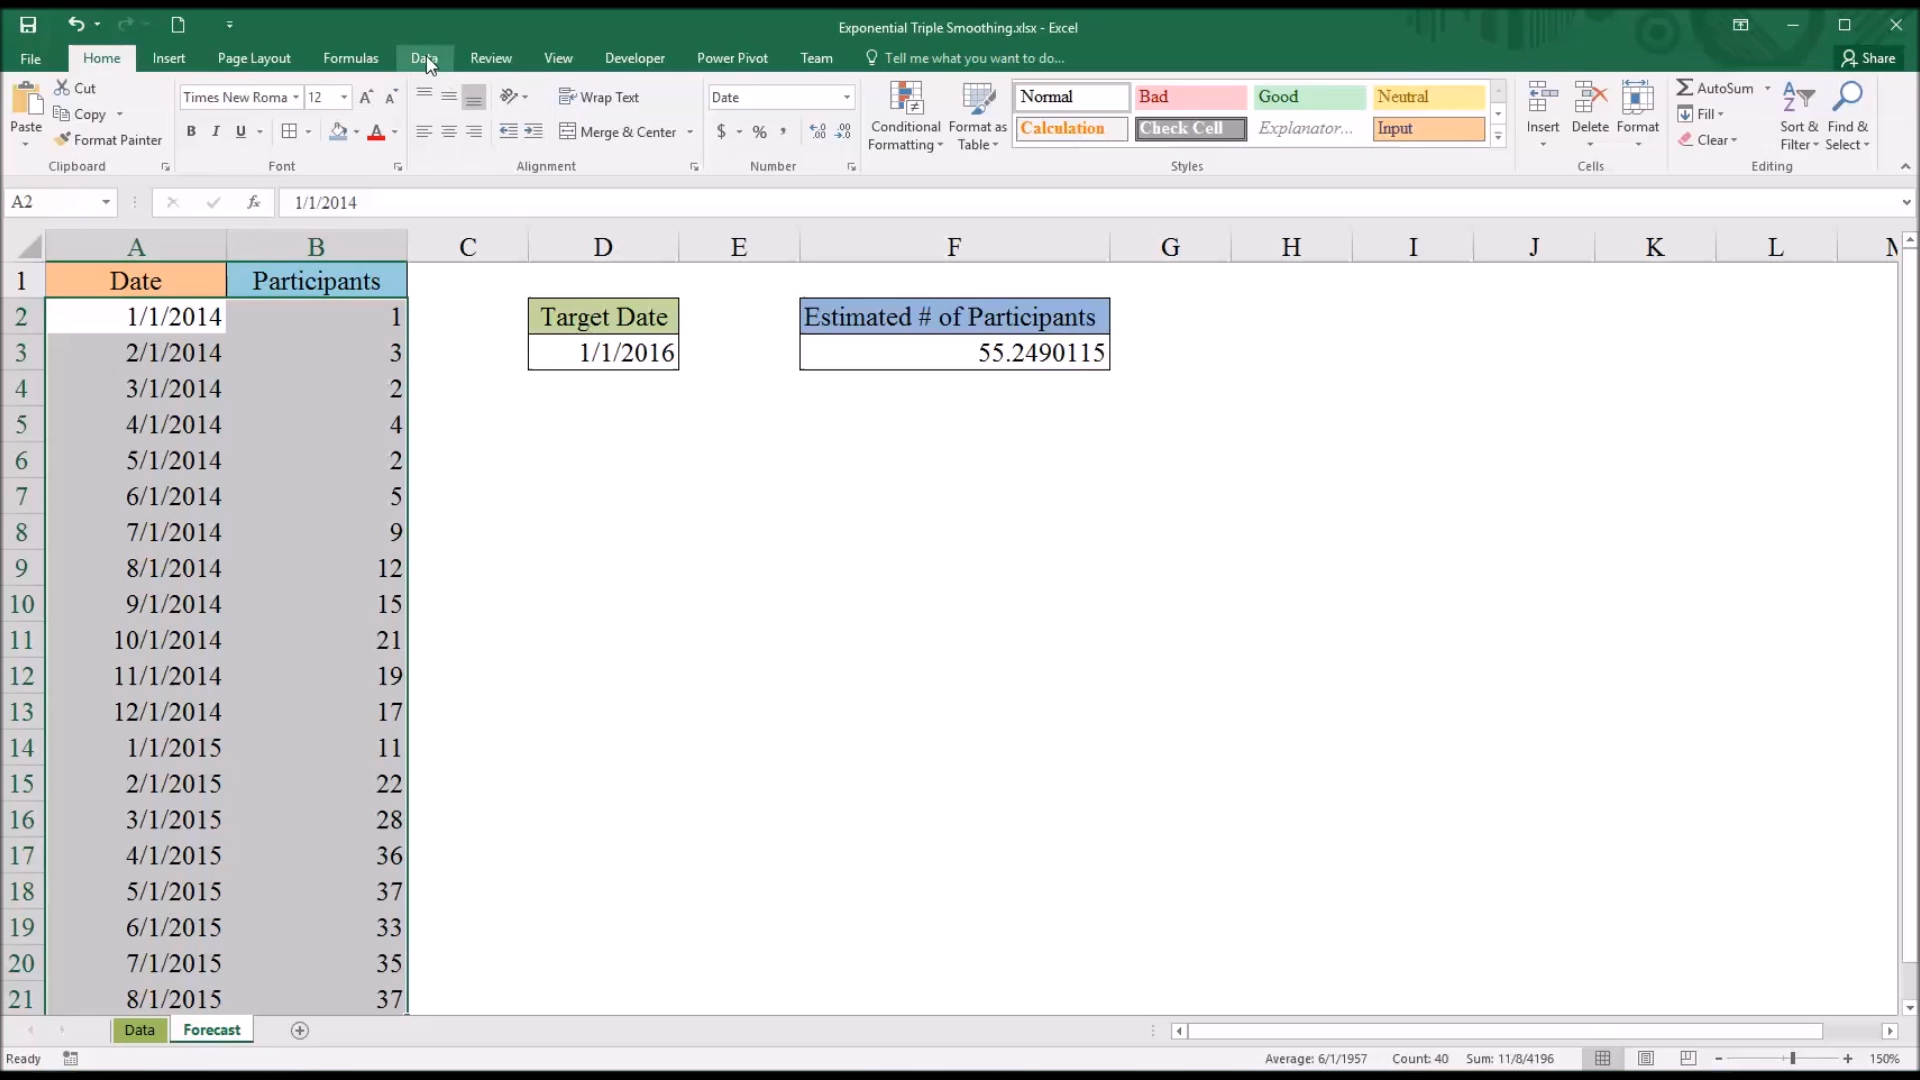 Exponential Triple Smoothing.xlsx - Excel
File Home Insert Page Layout Formulas Data Review View Developer Power Pivot Team Tell me what you want to do... Share
Paste Cut Copy Format Painter
Times New Roma 12
B I U
Wrap Text
Merge & Center
Date
$ % ,
Conditional Formatting
Format as Table
Normal Bad Good Neutral
Calculation Check Cell Explanator... Input
Insert Delete Format
AutoSum
Fill
Clear
Sort & Filter
Find & Select
Clipboard Font Alignment Number Styles Cells Editing
A2 fx 1/1/2014
A B C D E F G H I J K L
1 Date Participants
2 1/1/2014 1 Target Date Estimated # of Participants
3 2/1/2014 3 1/1/2016 55.2490115
4 3/1/2014 2
5 4/1/2014 4
6 5/1/2014 2
7 6/1/2014 5
8 7/1/2014 9
9 8/1/2014 12
10 9/1/2014 15
11 10/1/2014 21
12 11/1/2014 19
13 12/1/2014 17
14 1/1/2015 11
15 2/1/2015 22
16 3/1/2015 28
17 4/1/2015 36
18 5/1/2015 37
19 6/1/2015 33
20 7/1/2015 35
21 8/1/2015 37
Data Forecast
Ready Average: 6/1/1957 Count: 40 Sum: 11/8/4196 150%